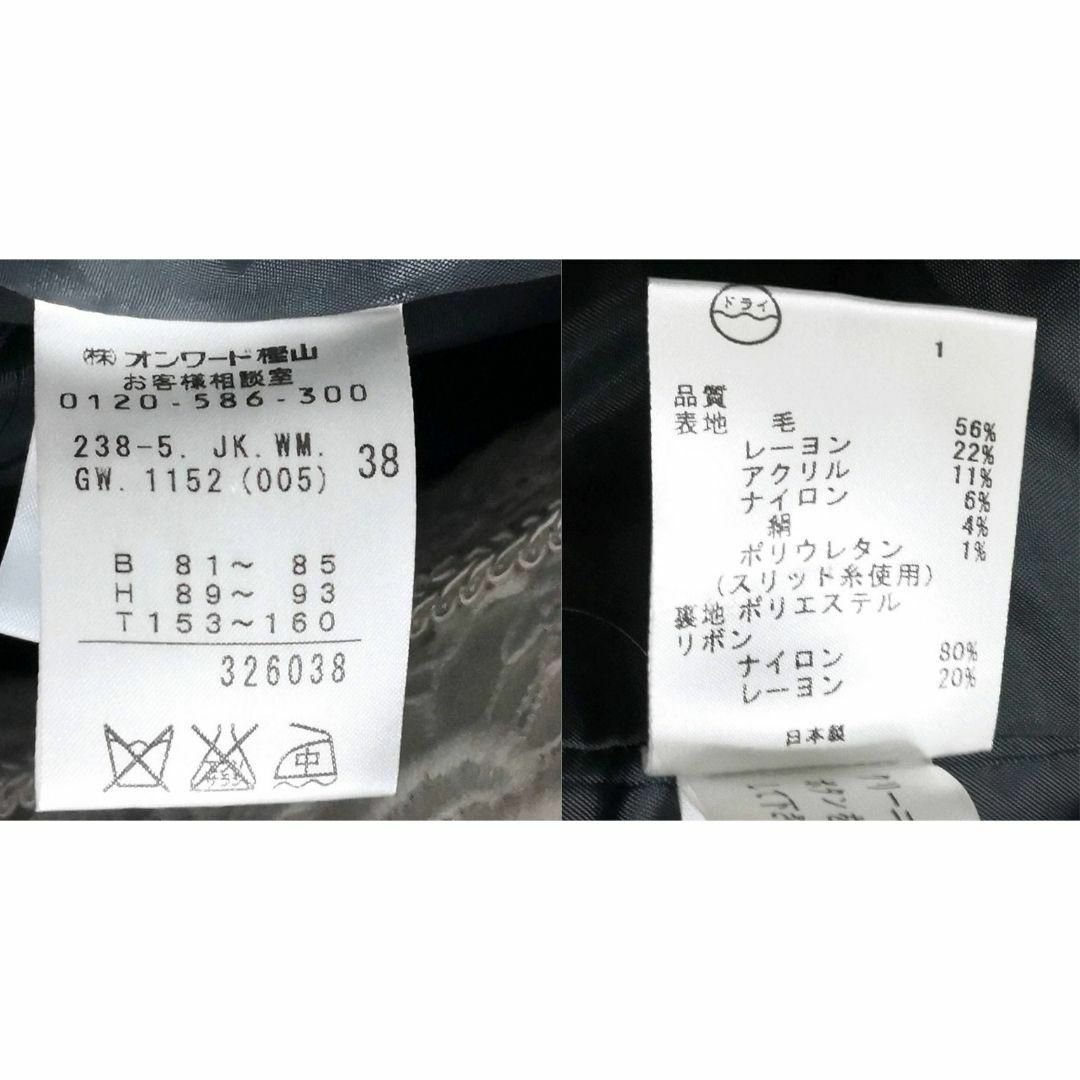 (株)オンワード樫山
お客様相談室
0120-586-300
238-5. JK.WM.
GW.1152(005)
38
B 81~ 85
H 89~ 93
T153~160
326038
中
ドライ
1
品質
表地 毛 56%
レーヨン 22%
アクリル 11%
ナイロン 6%
絹 4%
ポリウレタン 1%
(スリッド糸使用)
裏地 ポリエステル
リボン
ナイロン 80%
レーヨン 20%
日本製